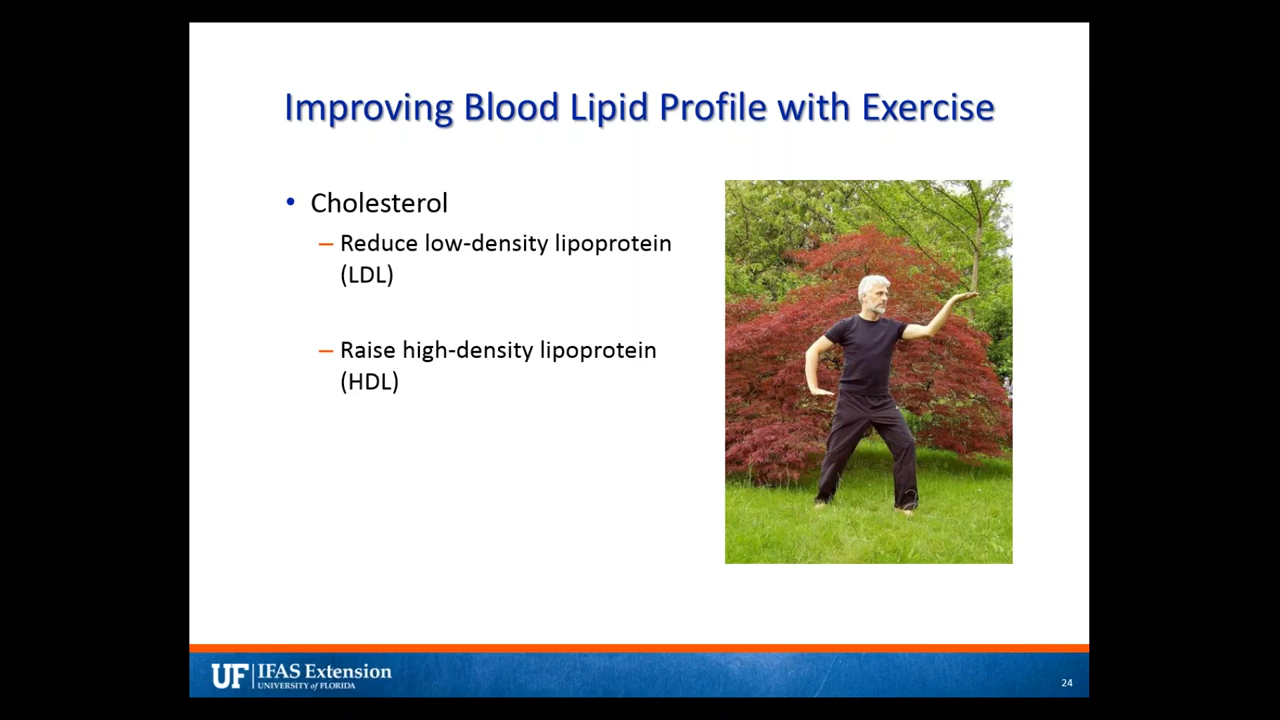 Improving Blood Lipid Profile with Exercise
• Cholesterol
– Reduce low-density lipoprotein
(LDL)
– Raise high-density lipoprotein
(HDL)
UF IFAS Extension
UNIVERSITY of FLORIDA
24